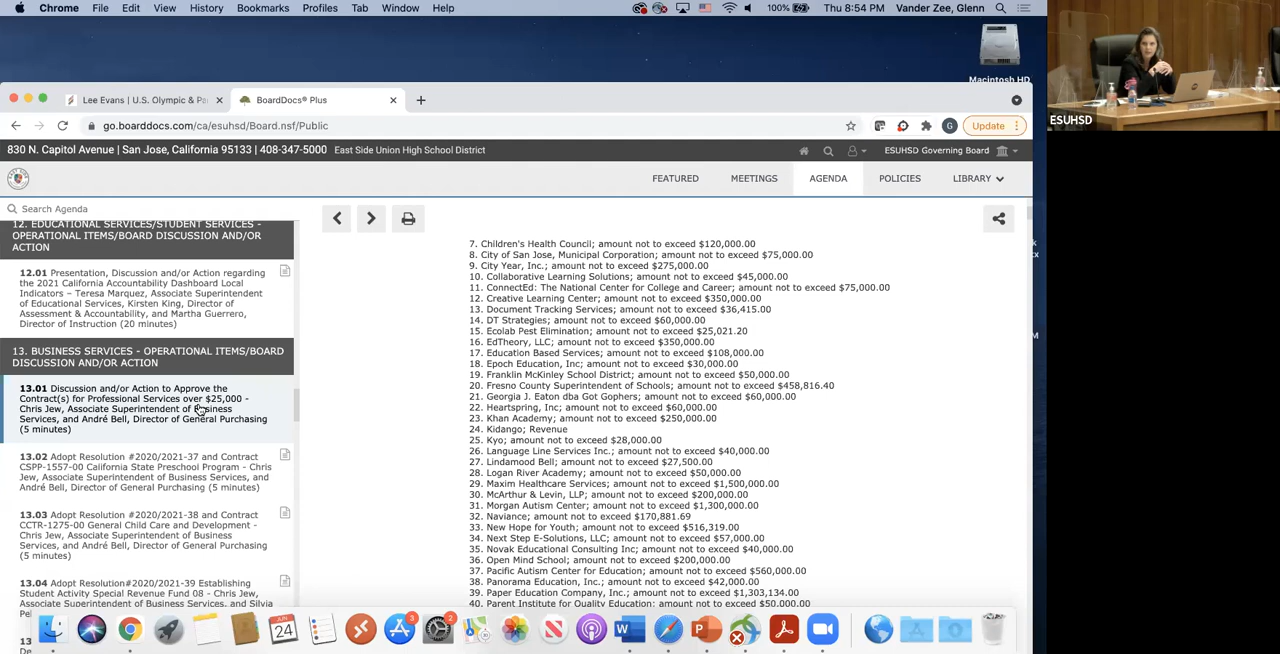 Chrome File Edit View History Bookmarks Profiles Tab Window Help 100% Thu 8:54 PM Vander Zee, Glenn
Macintosh HD
Lee Evans | U.S. Olympic & Pa
BoardDocs® Plus
go.boarddocs.com/ca/esuhsd/Board.nsf/Public
G
Update
830 N. Capitol Avenue | San Jose, California 95133 | 408-347-5000 East Side Union High School District
ESUHSD Governing Board
FEATURED MEETINGS AGENDA POLICIES LIBRARY
Search Agenda
12. EDUCATIONAL SERVICES/STUDENT SERVICES -
OPERATIONAL ITEMS/BOARD DISCUSSION AND/OR
ACTION
12.01 Presentation, Discussion and/or Action regarding
the 2021 California Accountability Dashboard Local
Indicators – Teresa Marquez, Associate Superintendent
of Educational Services, Kirsten King, Director of
Assessment & Accountability, and Martha Guerrero,
Director of Instruction (20 minutes)
13. BUSINESS SERVICES - OPERATIONAL ITEMS/BOARD
DISCUSSION AND/OR ACTION
13.01 Discussion and/or Action to Approve the
Contract(s) for Professional Services over $25,000 -
Chris Jew, Associate Superintendent of Business
Services, and André Bell, Director of General Purchasing
(5 minutes)
13.02 Adopt Resolution #2020/2021-37 and Contract
CSPP-1557-00 California State Preschool Program - Chris
Jew, Associate Superintendent of Business Services, and
André Bell, Director of General Purchasing (5 minutes)
13.03 Adopt Resolution #2020/2021-38 and Contract
CCTR-1275-00 General Child Care and Development -
Chris Jew, Associate Superintendent of Business
Services, and André Bell, Director of General Purchasing
(5 minutes)
13.04 Adopt Resolution#2020/2021-39 Establishing
Student Activity Special Revenue Fund 08 - Chris Jew,
Associate Superintendent of Business Services, and Silvia
7. Children's Health Council; amount not to exceed $120,000.00
8. City of San Jose, Municipal Corporation; amount not to exceed $75,000.00
9. City Year, Inc.; amount not to exceed $275,000.00
10. Collaborative Learning Solutions; amount not to exceed $45,000.00
11. ConnectEd: The National Center for College and Career; amount not to exceed $75,000.00
12. Creative Learning Center; amount not to exceed $350,000.00
13. Document Tracking Services; amount not to exceed $36,415.00
14. DT Strategies; amount not to exceed $60,000.00
15. Ecolab Pest Elimination; amount not to exceed $25,021.20
16. EdTheory, LLC; amount not to exceed $350,000.00
17. Education Based Services; amount not to exceed $108,000.00
18. Epoch Education, Inc; amount not to exceed $30,000.00
19. Franklin McKinley School District; amount not to exceed $50,000.00
20. Fresno County Superintendent of Schools; amount not to exceed $458,816.40
21. Georgia J. Eaton dba Got Gophers; amount not to exceed $60,000.00
22. Heartspring, Inc; amount not to exceed $60,000.00
23. Khan Academy; amount not to exceed $250,000.00
24. Kidango; Revenue
25. Kyo; amount not to exceed $28,000.00
26. Language Line Services Inc.; amount not to exceed $40,000.00
27. Lindamood Bell; amount not to exceed $27,500.00
28. Logan River Academy; amount not to exceed $50,000.00
29. Maxim Healthcare Services; amount not to exceed $1,500,000.00
30. McArthur & Levin, LLP; amount not to exceed $200,000.00
31. Morgan Autism Center; amount not to exceed $1,300,000.00
32. Naviance; amount not to exceed $170,881.69
33. New Hope for Youth; amount not to exceed $516,319.00
34. Next Step E-Solutions, LLC; amount not to exceed $57,000.00
35. Novak Educational Consulting Inc; amount not to exceed $40,000.00
36. Open Mind School; amount not to exceed $200,000.00
37. Pacific Autism Center for Education; amount not to exceed $560,000.00
38. Panorama Education, Inc.; amount not to exceed $42,000.00
39. Paper Education Company, Inc.; amount not to exceed $1,303,134.00
40. Parent Institute for Quality Education; amount not to exceed $50,000.00
JUN
24
3
2
ESUHSD